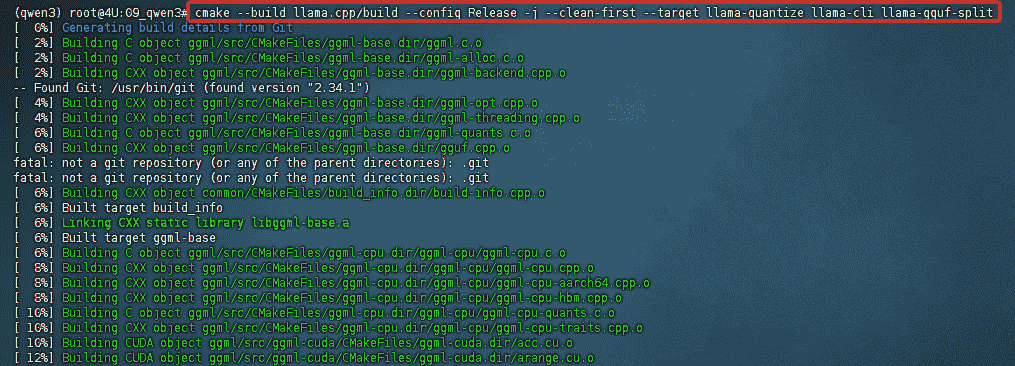 (qwen3) root@4U:09_qwen3# cmake --build llama.cpp/build --config Release -j --clean-first --target llama-quantize llama-cli llama-gguf-split
[  0%] Generating build details from Git
[  2%] Building C object ggml/src/CMakeFiles/ggml-base.dir/ggml.c.o
[  2%] Building C object ggml/src/CMakeFiles/ggml-base.dir/ggml-alloc.c.o
[  2%] Building CXX object ggml/src/CMakeFiles/ggml-base.dir/ggml-backend.cpp.o
-- Found Git: /usr/bin/git (found version "2.34.1")
[  4%] Building CXX object ggml/src/CMakeFiles/ggml-base.dir/ggml-opt.cpp.o
[  4%] Building CXX object ggml/src/CMakeFiles/ggml-base.dir/ggml-threading.cpp.o
[  6%] Building C object ggml/src/CMakeFiles/ggml-base.dir/ggml-quants.c.o
[  6%] Building CXX object ggml/src/CMakeFiles/ggml-base.dir/gguf.cpp.o
fatal: not a git repository (or any of the parent directories): .git
fatal: not a git repository (or any of the parent directories): .git
[  6%] Building CXX object common/CMakeFiles/build_info.dir/build-info.cpp.o
[  6%] Built target build_info
[  6%] Linking CXX static library libggml-base.a
[  6%] Built target ggml-base
[  6%] Building C object ggml/src/CMakeFiles/ggml-cpu.dir/ggml-cpu/ggml-cpu.c.o
[  8%] Building CXX object ggml/src/CMakeFiles/ggml-cpu.dir/ggml-cpu/ggml-cpu.cpp.o
[  8%] Building CXX object ggml/src/CMakeFiles/ggml-cpu.dir/ggml-cpu/ggml-cpu-aarch64.cpp.o
[  8%] Building CXX object ggml/src/CMakeFiles/ggml-cpu.dir/ggml-cpu/ggml-cpu-hbm.cpp.o
[ 10%] Building C object ggml/src/CMakeFiles/ggml-cpu.dir/ggml-cpu/ggml-cpu-quants.c.o
[ 10%] Building CXX object ggml/src/CMakeFiles/ggml-cpu.dir/ggml-cpu/ggml-cpu-traits.cpp.o
[ 10%] Building CUDA object ggml/src/ggml-cuda/CMakeFiles/ggml-cuda.dir/acc.cu.o
[ 12%] Building CUDA object ggml/src/ggml-cuda/CMakeFiles/ggml-cuda.dir/arange.cu.o